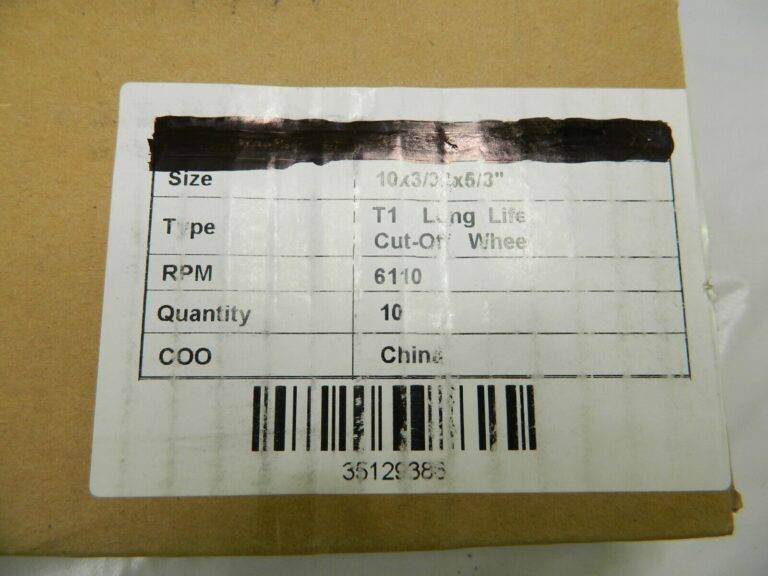 Size 10x3/32x5/8"
Type T1 Long Life
Cut-Off Wheel
RPM 6110
Quantity 10
COO China
35129386